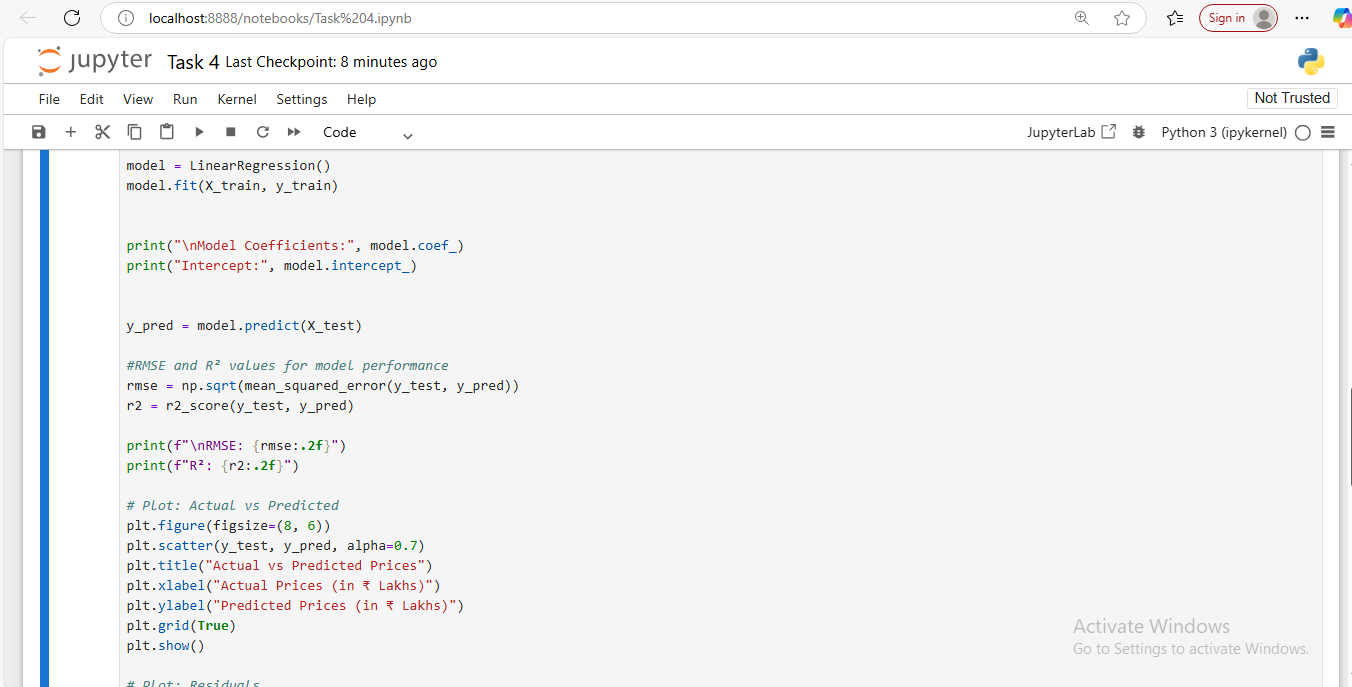 localhost:8888/notebooks/Task%204.ipynb
Sign in
jupyter Task 4 Last Checkpoint: 8 minutes ago
File Edit View Run Kernel Settings Help
Not Trusted
Code
JupyterLab
Python 3 (ipykernel)
model = LinearRegression()
model.fit(X_train, y_train)
print("\nModel Coefficients:", model.coef_)
print("Intercept:", model.intercept_)
y_pred = model.predict(X_test)
#RMSE and R² values for model performance
rmse = np.sqrt(mean_squared_error(y_test, y_pred))
r2 = r2_score(y_test, y_pred)
print(f"\nRMSE: {rmse:.2f}")
print(f"R²: {r2:.2f}")
# Plot: Actual vs Predicted
plt.figure(figsize=(8, 6))
plt.scatter(y_test, y_pred, alpha=0.7)
plt.title("Actual vs Predicted Prices")
plt.xlabel("Actual Prices (in ₹ Lakhs)")
plt.ylabel("Predicted Prices (in ₹ Lakhs)")
plt.grid(True)
plt.show()
# Plot: Residuals
Activate Windows
Go to Settings to activate Windows.